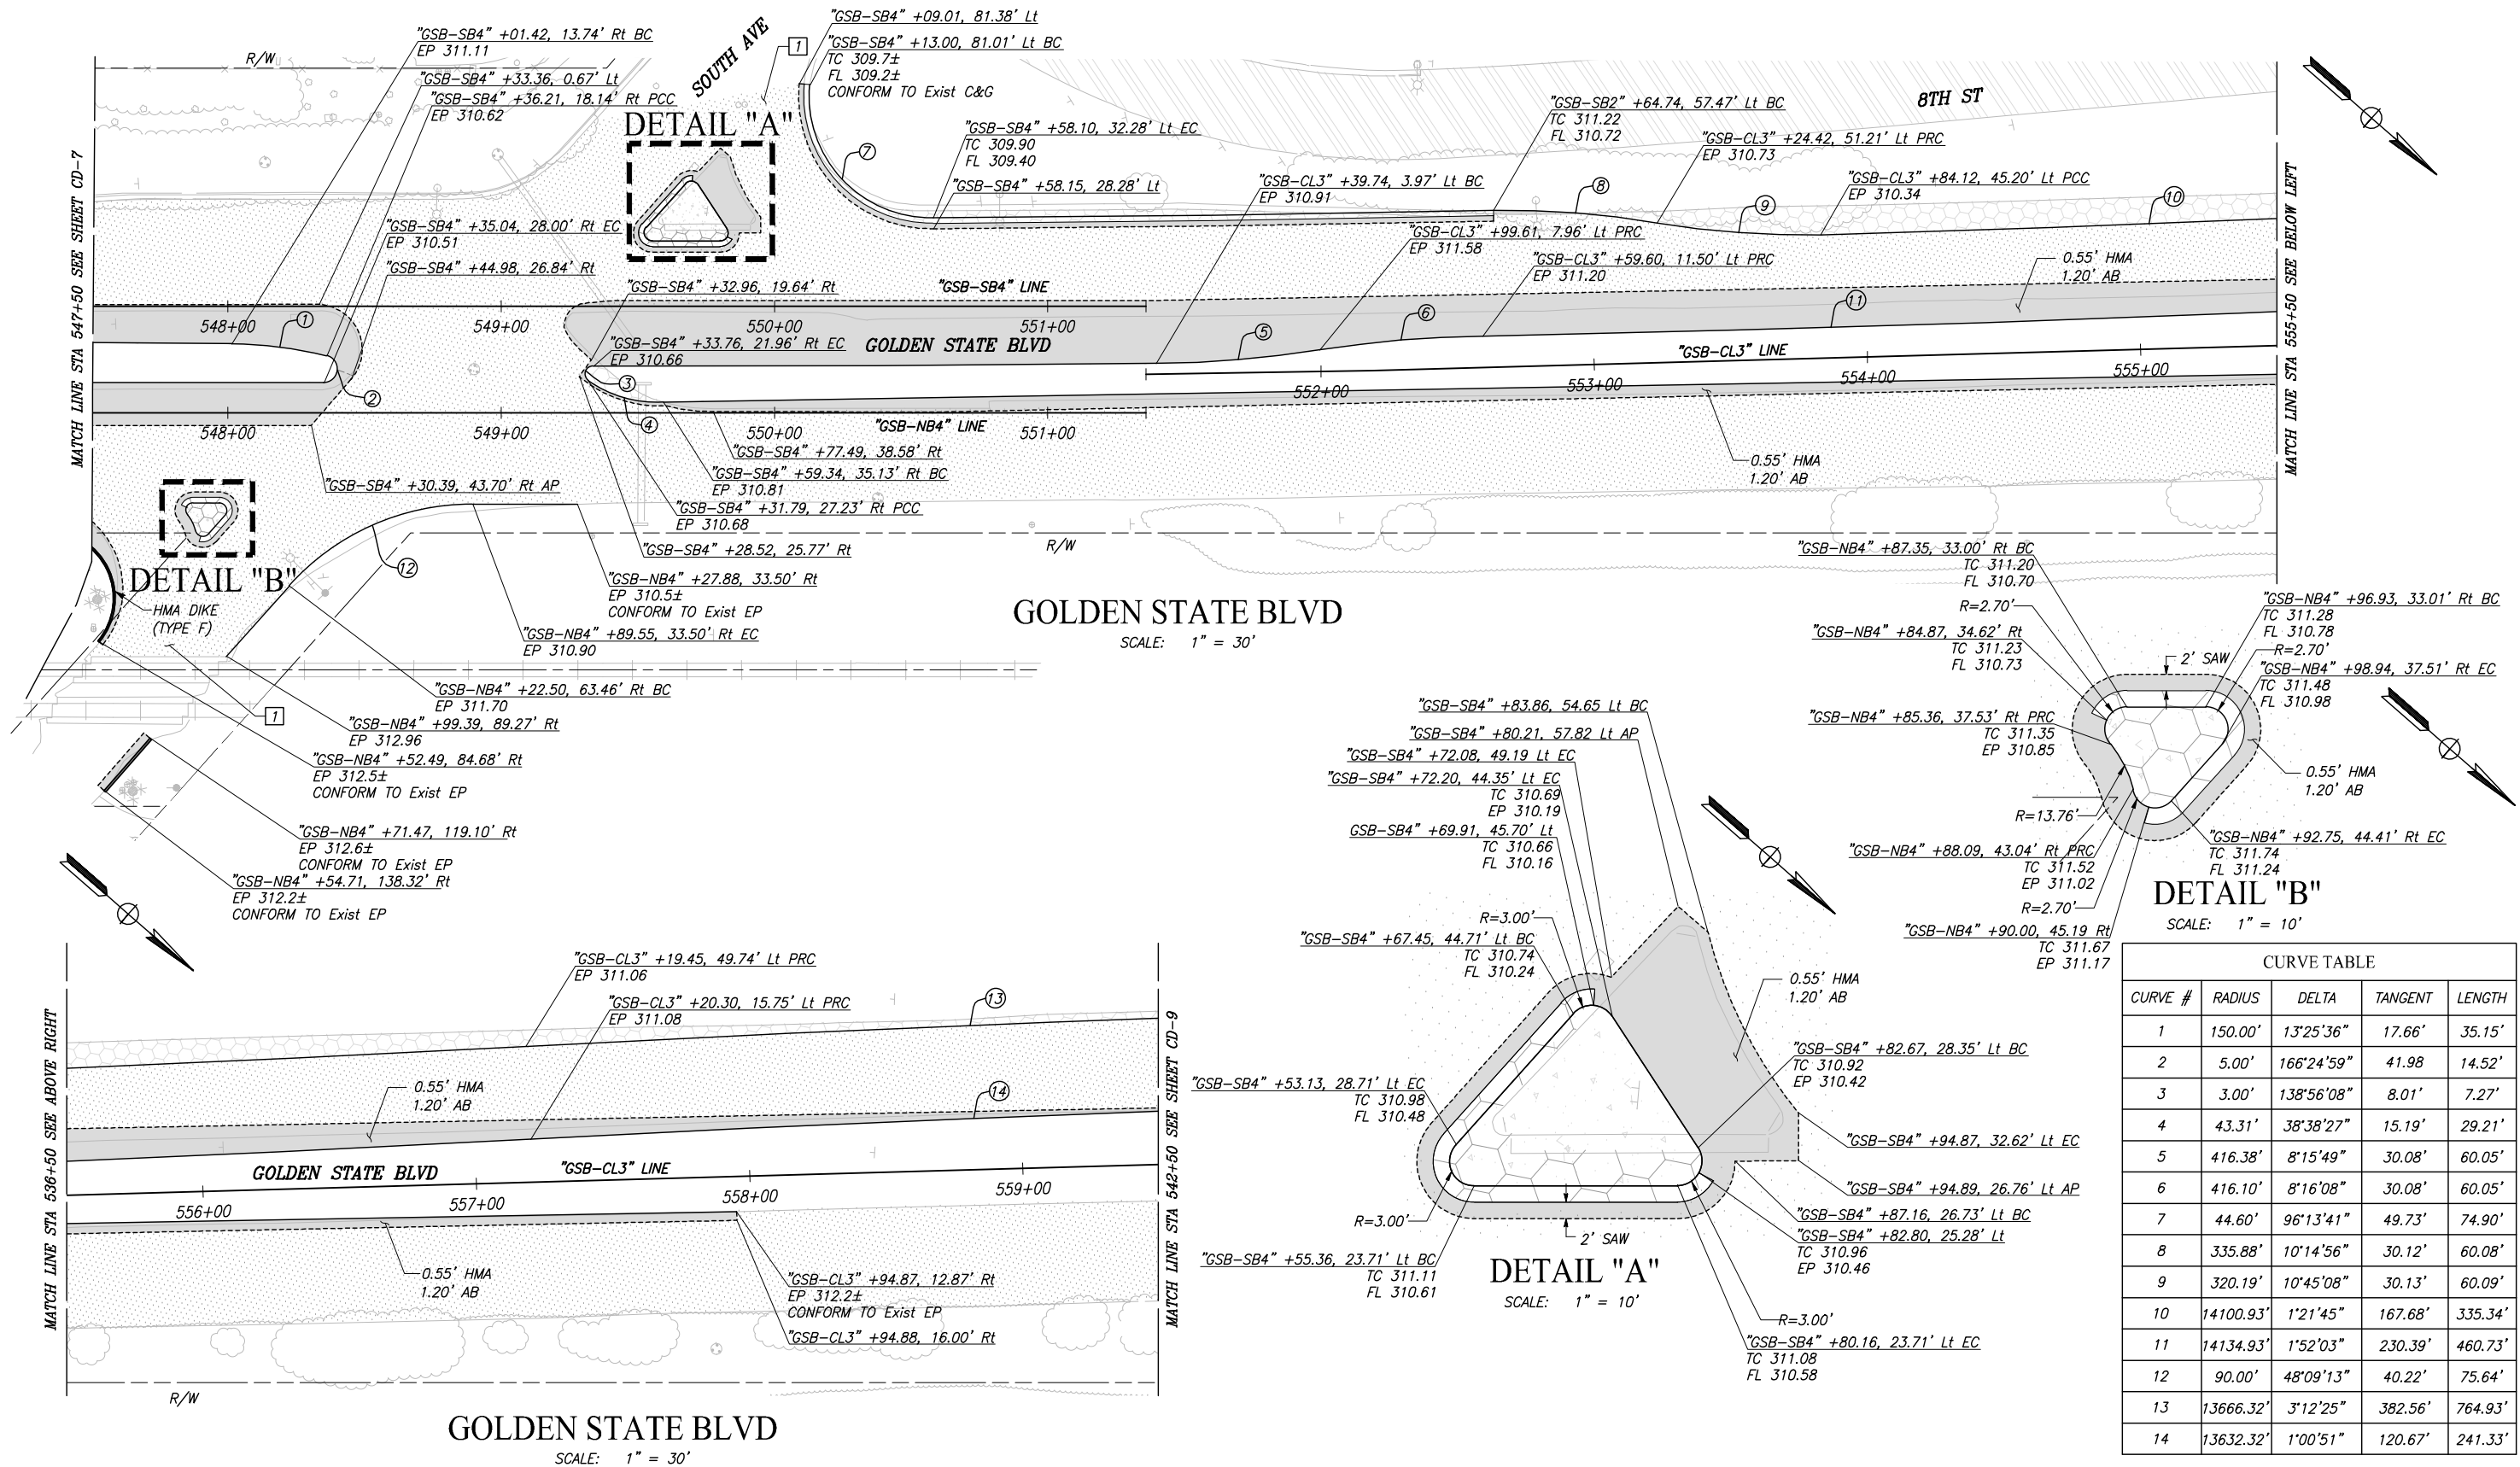 "GSB-SB4" +01.42, 13.74' Rt BC
EP 311.11
"GSB-SB4" +33.36, 0.67' Lt
"GSB-SB4" +36.21, 18.14' Rt PCC
EP 310.62
R/W
SOUTH AVE
1
DETAIL "A"
"GSB-SB4" +09.01, 81.38' Lt
"GSB-SB4" +13.00, 81.01' Lt BC
TC 309.7±
FL 309.2±
CONFORM TO Exist C&G
7
"GSB-SB4" +58.10, 32.28' Lt EC
TC 309.90
FL 309.40
"GSB-SB4" +58.15, 28.28' Lt
"GSB-SB2" +64.74, 57.47' Lt BC
TC 311.22
FL 310.72
8TH ST
"GSB-CL3" +24.42, 51.21' Lt PRC
EP 310.73
"GSB-CL3" +39.74, 3.97' Lt BC
EP 310.91
8
9
"GSB-CL3" +84.12, 45.20' Lt PCC
EP 310.34
10
MATCH LINE STA 547+50 SEE SHEET CD-7
MATCH LINE STA 555+50 SEE BELOW LEFT
"GSB-SB4" +35.04, 28.00' Rt EC
EP 310.51
"GSB-SB4" +44.98, 26.84' Rt
"GSB-SB4" +32.96, 19.64' Rt
"GSB-SB4" LINE
"GSB-CL3" +99.61, 7.96' Lt PRC
EP 311.58
"GSB-CL3" +59.60, 11.50' Lt PRC
EP 311.20
0.55' HMA
1.20' AB
548+00
1
549+00
550+00
551+00
5
6
11
"GSB-SB4" +33.76, 21.96' Rt EC
EP 310.66
GOLDEN STATE BLVD
"GSB-CL3" LINE
2
3
4
552+00
553+00
554+00
555+00
548+00
549+00
550+00
551+00
"GSB-NB4" LINE
"GSB-SB4" +77.49, 38.58' Rt
"GSB-SB4" +59.34, 35.13' Rt BC
EP 310.81
0.55' HMA
1.20' AB
"GSB-SB4" +30.39, 43.70' Rt AP
"GSB-SB4" +31.79, 27.23' Rt PCC
EP 310.68
"GSB-SB4" +28.52, 25.77' Rt
R/W
12
"GSB-NB4" +27.88, 33.50' Rt
EP 310.5±
CONFORM TO Exist EP
DETAIL "B"
HMA DIKE
(TYPE F)
"GSB-NB4" +89.55, 33.50' Rt EC
EP 310.90
GOLDEN STATE BLVD
SCALE: 1" = 30'
"GSB-NB4" +22.50, 63.46' Rt BC
EP 311.70
1
"GSB-NB4" +99.39, 89.27' Rt
EP 312.96
"GSB-NB4" +52.49, 84.68' Rt
EP 312.5±
CONFORM TO Exist EP
"GSB-NB4" +71.47, 119.10' Rt
EP 312.6±
CONFORM TO Exist EP
"GSB-NB4" +54.71, 138.32' Rt
EP 312.2±
CONFORM TO Exist EP
"GSB-NB4" +87.35, 33.00' Rt BC
TC 311.20
FL 310.70
R=2.70'
"GSB-NB4" +84.87, 34.62' Rt
TC 311.23
FL 310.73
"GSB-NB4" +96.93, 33.01' Rt BC
TC 311.28
FL 310.78
R=2.70'
2' SAW
"GSB-NB4" +98.94, 37.51' Rt EC
TC 311.48
FL 310.98
"GSB-NB4" +85.36, 37.53' Rt PRC
TC 311.35
EP 310.85
0.55' HMA
1.20' AB
R=13.76'
"GSB-NB4" +88.09, 43.04' Rt PRC
TC 311.52
EP 311.02
"GSB-NB4" +92.75, 44.41' Rt EC
TC 311.74
FL 311.24
R=2.70'
DETAIL "B"
SCALE: 1" = 10'
"GSB-NB4" +90.00, 45.19 Rt
TC 311.67
EP 311.17
"GSB-SB4" +83.86, 54.65 Lt BC
"GSB-SB4" +80.21, 57.82 Lt AP
"GSB-SB4" +72.08, 49.19 Lt EC
"GSB-SB4" +72.20, 44.35' Lt EC
TC 310.69
EP 310.19
GSB-SB4" +69.91, 45.70' Lt
TC 310.66
FL 310.16
R=3.00'
"GSB-SB4" +67.45, 44.71' Lt BC
TC 310.74
FL 310.24
0.55' HMA
1.20' AB
"GSB-SB4" +82.67, 28.35' Lt BC
TC 310.92
EP 310.42
"GSB-SB4" +53.13, 28.71' Lt EC
TC 310.98
FL 310.48
"GSB-SB4" +94.87, 32.62' Lt EC
"GSB-SB4" +94.89, 26.76' Lt AP
"GSB-SB4" +87.16, 26.73' Lt BC
"GSB-SB4" +82.80, 25.28' Lt
TC 310.96
EP 310.46
R=3.00'
2' SAW
"GSB-SB4" +55.36, 23.71' Lt BC
TC 311.11
FL 310.61
DETAIL "A"
SCALE: 1" = 10'
R=3.00'
"GSB-SB4" +80.16, 23.71' Lt EC
TC 311.08
FL 310.58
MATCH LINE STA 536+50 SEE ABOVE RIGHT
MATCH LINE STA 542+50 SEE SHEET CD-9
"GSB-CL3" +19.45, 49.74' Lt PRC
EP 311.06
"GSB-CL3" +20.30, 15.75' Lt PRC
EP 311.08
13
0.55' HMA
1.20' AB
14
GOLDEN STATE BLVD
"GSB-CL3" LINE
556+00
557+00
558+00
559+00
0.55' HMA
1.20' AB
"GSB-CL3" +94.87, 12.87' Rt
EP 312.2±
CONFORM TO Exist EP
"GSB-CL3" +94.88, 16.00' Rt
R/W
GOLDEN STATE BLVD
SCALE: 1" = 30'
CURVE TABLE
CURVE # RADIUS DELTA TANGENT LENGTH
1 150.00' 13°25'36" 17.66' 35.15'
2 5.00' 166°24'59" 41.98 14.52'
3 3.00' 138°56'08" 8.01' 7.27'
4 43.31' 38°38'27" 15.19' 29.21'
5 416.38' 8°15'49" 30.08' 60.05'
6 416.10' 8°16'08" 30.08' 60.05'
7 44.60' 96°13'41" 49.73' 74.90'
8 335.88' 10°14'56" 30.12' 60.08'
9 320.19' 10°45'08" 30.13' 60.09'
10 14100.93' 1°21'45" 167.68' 335.34'
11 14134.93' 1°52'03" 230.39' 460.73'
12 90.00' 48°09'13" 40.22' 75.64'
13 13666.32' 3°12'25" 382.56' 764.93'
14 13632.32' 1°00'51" 120.67' 241.33'